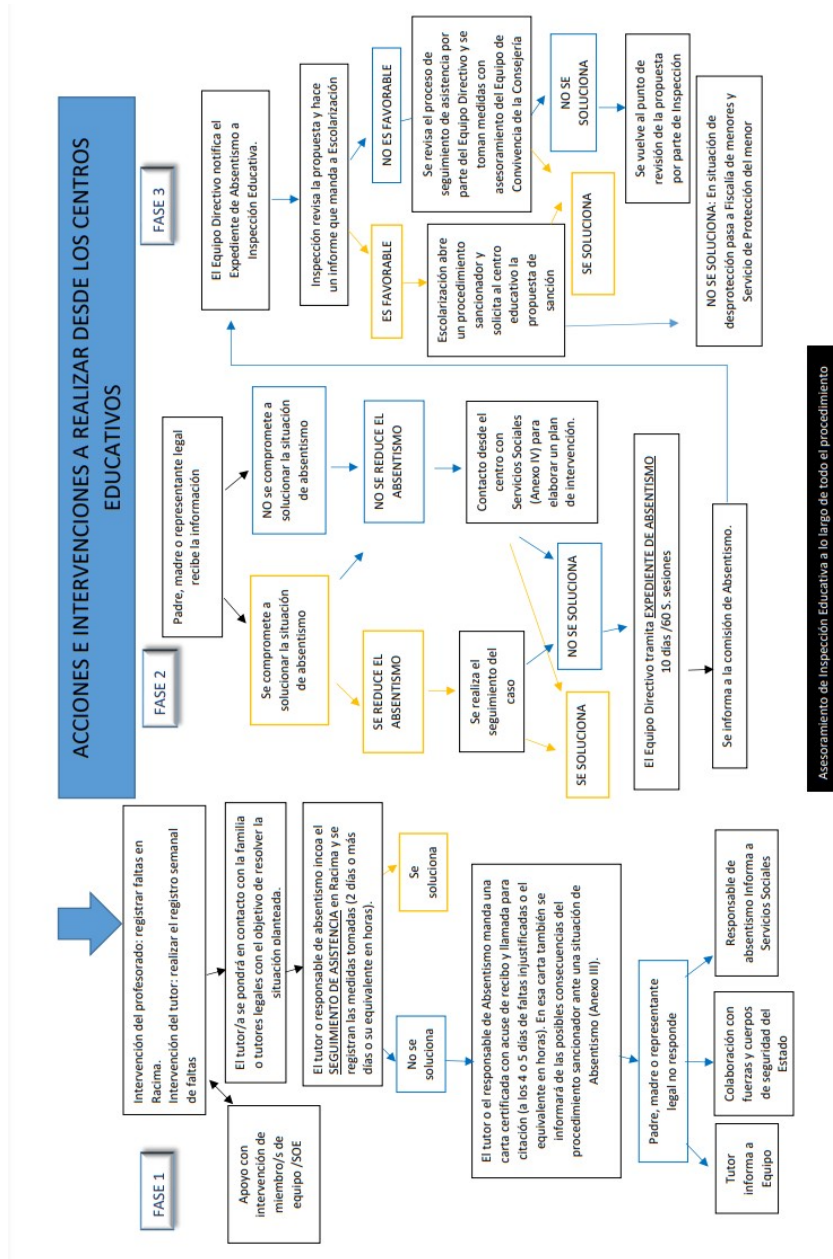 ACCIONES E INTERVENCIONES A REALIZAR DESDE LOS CENTROS
EDUCATIVOS
FASE 1
Intervención del profesorado: registrar faltas en
Racima.
Intervención del tutor: realizar el registro semanal
de faltas
Apoyo con
intervención de
miembro/s de
equipo /SOE
El tutor/a se pondrá en contacto con la familia
o tutores legales con el objetivo de resolver la
situación planteada.
El tutor o responsable de absentismo incoa el
SEGUIMIENTO DE ASISTENCIA en Racima y se
registran las medidas tomadas (2 días o más
días o su equivalente en horas).
No se
soluciona
Se
soluciona
El tutor o el responsable de Absentismo manda una
carta certificada con acuse de recibo y llamada para
citación (a los 4 o 5 días de faltas injustificadas o el
equivalente en horas). En esa carta también se
informará de las posibles consecuencias del
procedimiento sancionador ante una situación de
Absentismo (Anexo III).
Padre, madre o representante
legal no responde
Tutor
informa a
Equipo
Colaboración con
fuerzas y cuerpos
de seguridad del
Estado
Responsable de
absentismo Informa a
Servicios Sociales
FASE 2
Padre, madre o representante legal
recibe la información
Se compromete a
solucionar la situación
de absentismo
NO se compromete a
solucionar la situación
de absentismo
SE REDUCE EL
ABSENTISMO
NO SE REDUCE EL
ABSENTISMO
Se realiza el
seguimiento del
caso
Contacto desde el
centro con
Servicios Sociales
(Anexo IV) para
elaborar un plan
de intervención.
SE SOLUCIONA
NO SE SOLUCIONA
El Equipo Directivo tramita EXPEDIENTE DE ABSENTISMO
10 días /60 S. sesiones
Se informa a la comisión de Absentismo.
FASE 3
El Equipo Directivo notifica el
Expediente de Absentismo a
Inspección Educativa.
Inspección revisa la propuesta y hace
un informe que manda a Escolarización
ES FAVORABLE
NO ES FAVORABLE
Escolarización abre
un procedimiento
sancionador y
solicita al centro
educativo la
propuesta de
sanción
Se revisa el proceso de
seguimiento de asistencia por
parte del Equipo Directivo y se
toman medidas con
asesoramiento del Equipo de
Convivencia de la Consejería
SE SOLUCIONA
NO SE
SOLUCIONA
Se vuelve al punto de
revisión de la propuesta
por parte de Inspección
NO SE SOLUCIONA: En situación de
desprotección pasa a Fiscalía de menores y
Servicio de Protección del menor
Asesoramiento de Inspección Educativa a lo largo de todo el procedimiento